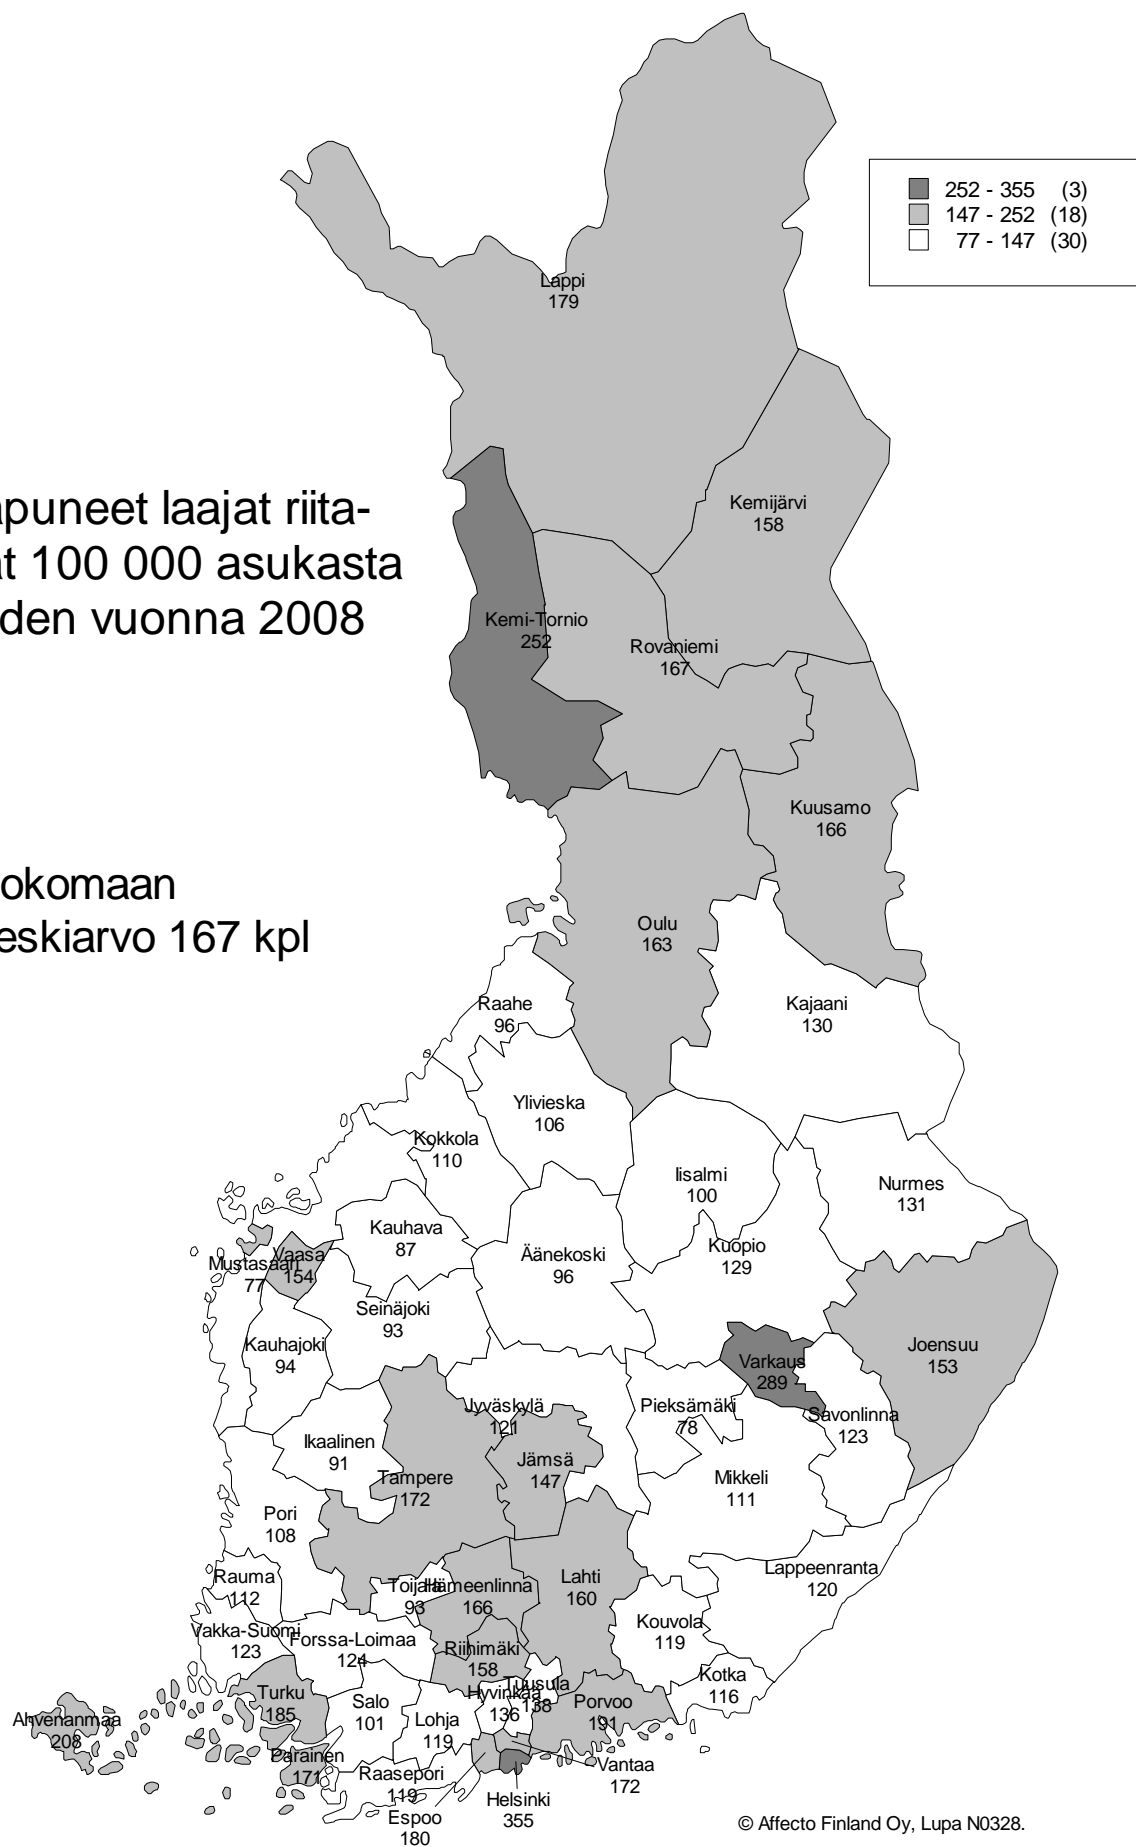 252 - 355 (3)
147 - 252 (18)
77 - 147 (30)
Lappi
179
Kemijärvi
158
puneet laajat riita-
t 100 000 asukasta
den vuonna 2008
Kemi-Tornio
252
Rovaniemi
167
Kuusamo
166
okomaan
eskiarvo 167 kpl
Oulu
163
Raahe
96
Kajaani
130
Ylivieska
106
Kokkola
110
Iisalmi
100
Nurmes
131
Kauhava
87
Kuopio
129
Äänekoski
96
Mustasaari
77
Vaasa
154
Seinäjoki
93
Kauhajoki
94
Joensuu
153
Varkaus
289
Jyväskylä
121
Pieksämäki
78
Savonlinna
123
Ikaalinen
91
Jämsä
147
Tampere
172
Mikkeli
111
Pori
108
Lappeenranta
120
Rauma
112
Toijala
93
Hämeenlinna
166
Lahti
160
Kouvola
119
Vakka-Suomi
123
Forssa-Loimaa
124
Riihimäki
158
Kotka
116
Tuusula
138
Hyvinkää
136
Turku
185
Salo
101
Porvoo
191
Lohja
119
Ahvenanmaa
208
Parainen
171
Raasepori
119
Vantaa
172
Helsinki
355
Espoo
180
© Affecto Finland Oy, Lupa N0328.